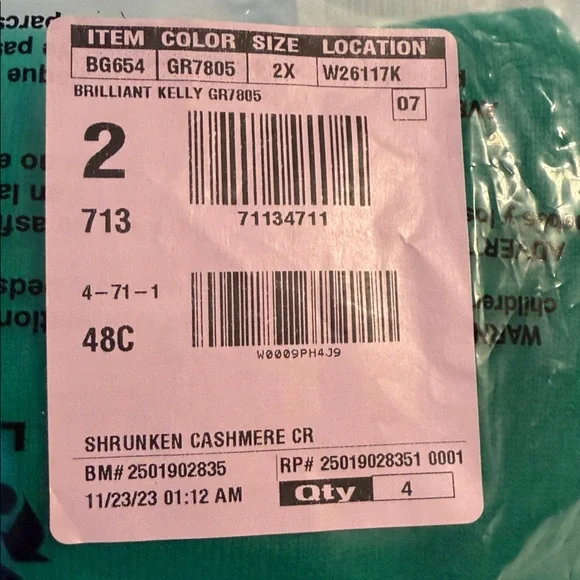 ITEM COLOR SIZE LOCATION
BG654 GR7805 2X W26117K
BRILLIANT KELLY GR7805
07
2
713
71134711
4-71-1
48C
W0009PH4J9
SHRUNKEN CASHMERE CR
BM# 2501902835 RP# 25019028351 0001
11/23/23 01:12 AM Qty 4